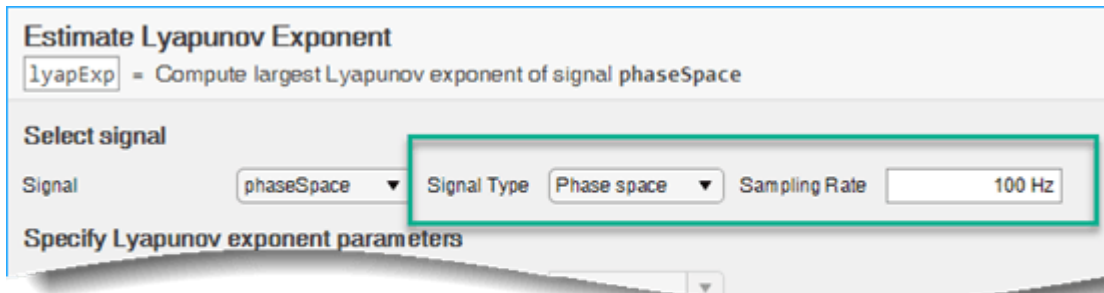 Estimate Lyapunov Exponent
lyapExp = Compute largest Lyapunov exponent of signal phaseSpace
Select signal
Signal phaseSpace Signal Type Phase space Sampling Rate 100 Hz
Specify Lyapunov exponent parameters